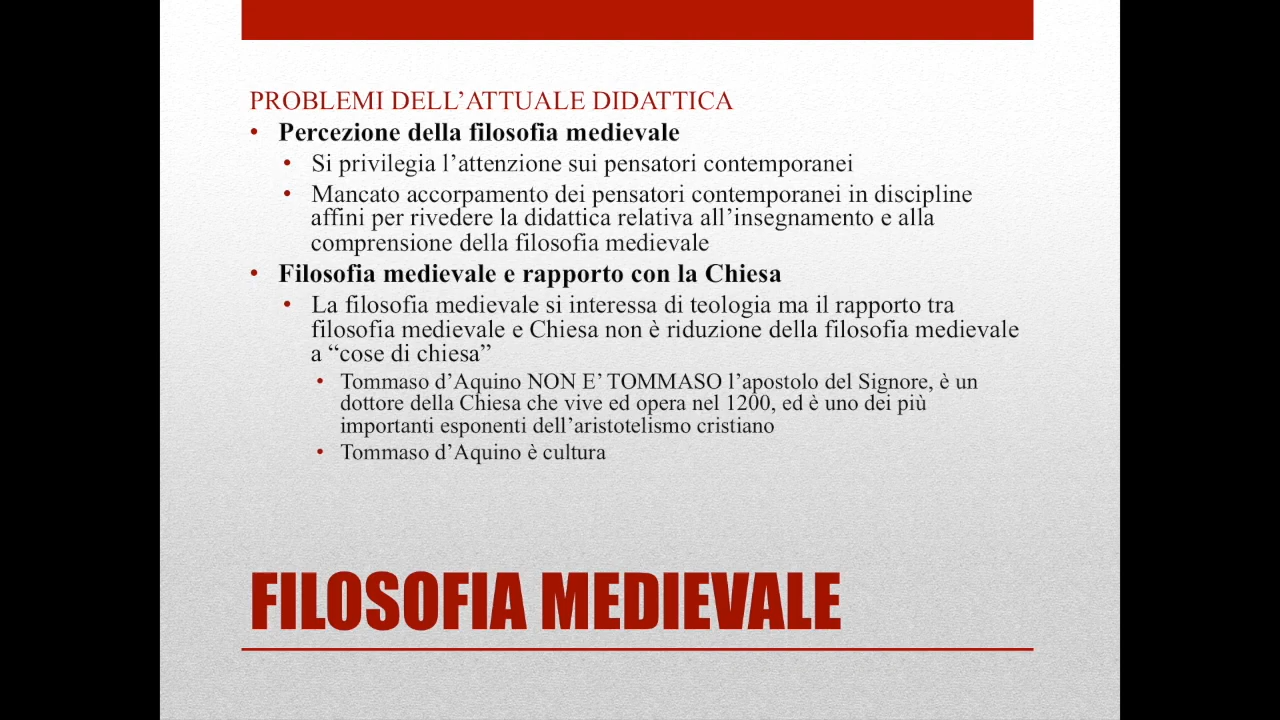 PROBLEMI DELL’ATTUALE DIDATTICA
• Percezione della filosofia medievale
• Si privilegia l’attenzione sui pensatori contemporanei
• Mancato accorpamento dei pensatori contemporanei in discipline
affini per rivedere la didattica relativa all’insegnamento e alla
comprensione della filosofia medievale
• Filosofia medievale e rapporto con la Chiesa
• La filosofia medievale si interessa di teologia ma il rapporto tra
filosofia medievale e Chiesa non è riduzione della filosofia medievale
a “cose di chiesa”
• Tommaso d’Aquino NON E’ TOMMASO l’apostolo del Signore, è un
dottore della Chiesa che vive ed opera nel 1200, ed è uno dei più
importanti esponenti dell’aristotelismo cristiano
• Tommaso d’Aquino è cultura
FILOSOFIA MEDIEVALE